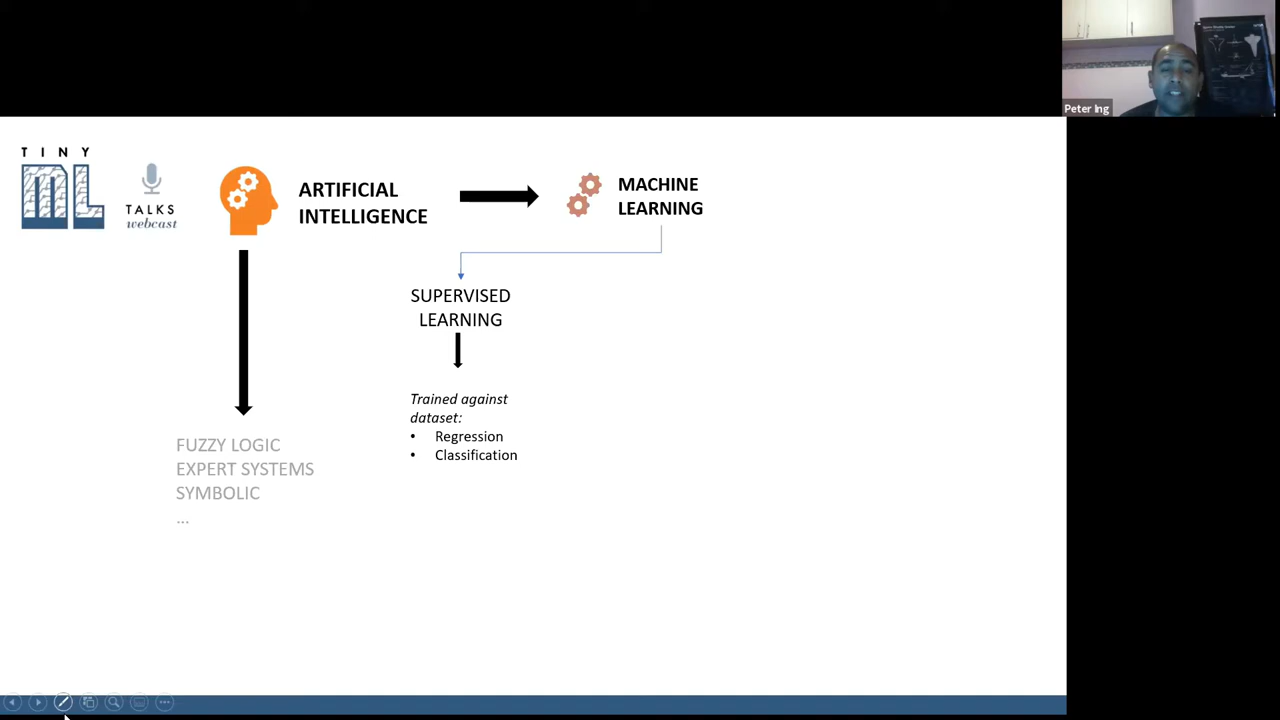 Peter Ing
TINY
ML
TALKS
webcast
ARTIFICIAL
INTELLIGENCE
MACHINE
LEARNING
SUPERVISED
LEARNING
Trained against
dataset:
• Regression
• Classification
FUZZY LOGIC
EXPERT SYSTEMS
SYMBOLIC
...